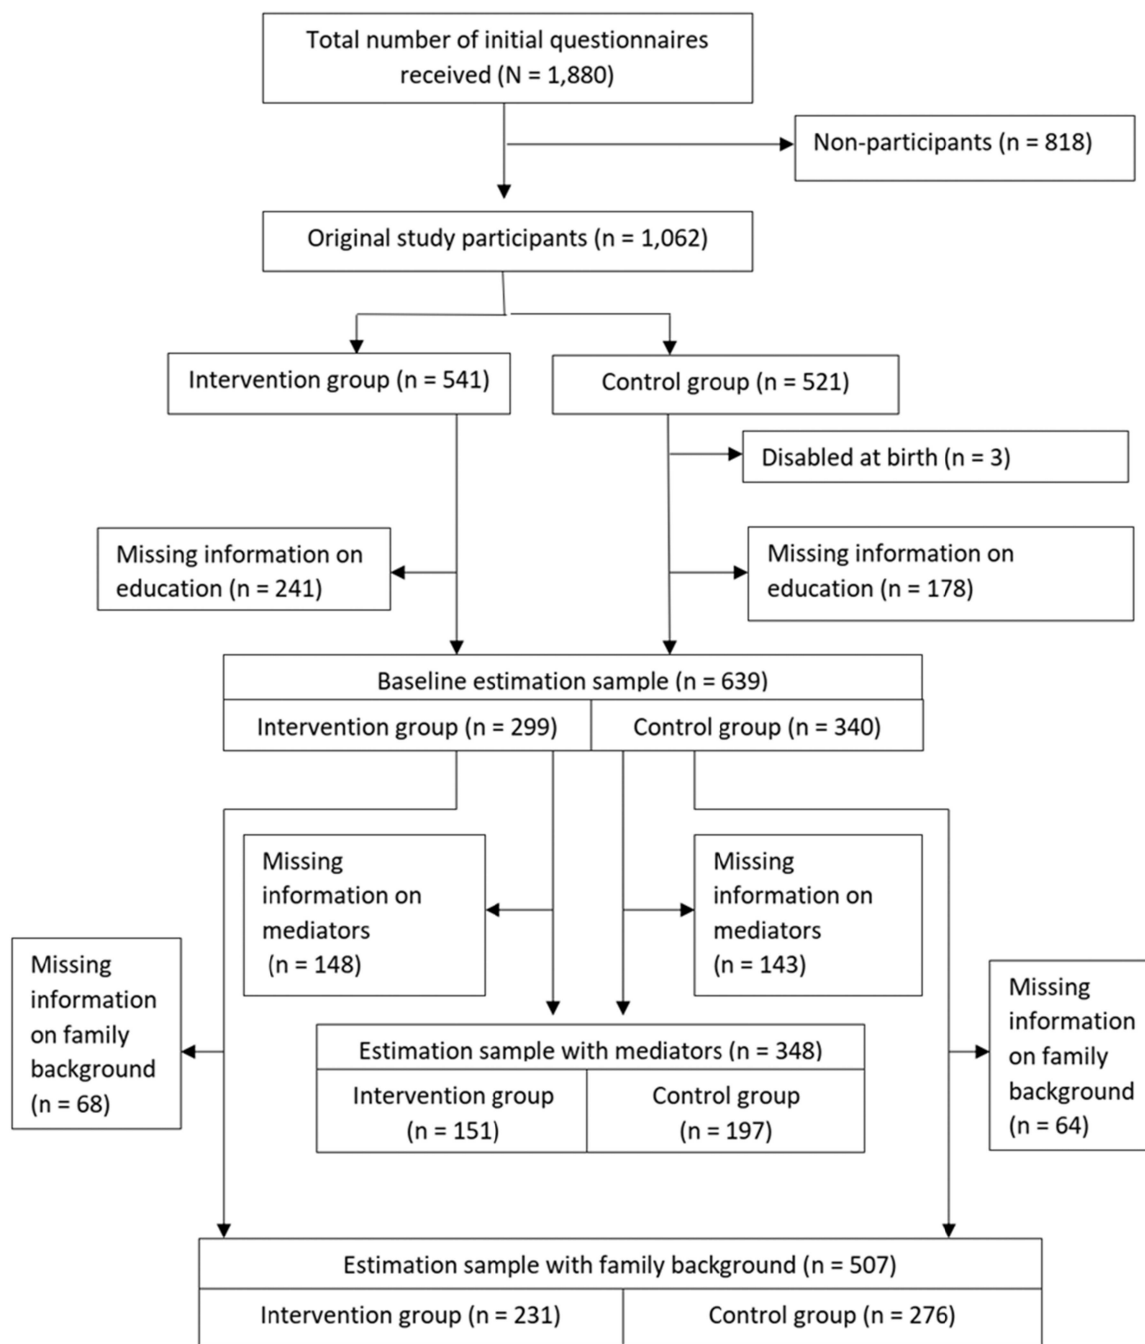 Total number of initial questionnaires
received (N = 1,880)
Non-participants (n = 818)
Original study participants (n = 1,062)
Intervention group (n = 541)
Control group (n = 521)
Disabled at birth (n = 3)
Missing information on
education (n = 241)
Missing information on
education (n = 178)
Baseline estimation sample (n = 639)
Intervention group (n = 299)
Control group (n = 340)
Missing
information on
mediators
(n = 148)
Missing
information on
mediators
(n = 143)
Missing
information
on family
background
(n = 68)
Missing
information
on family
background
(n = 64)
Estimation sample with mediators (n = 348)
Intervention group
(n = 151)
Control group
(n = 197)
Estimation sample with family background (n = 507)
Intervention group (n = 231)
Control group (n = 276)